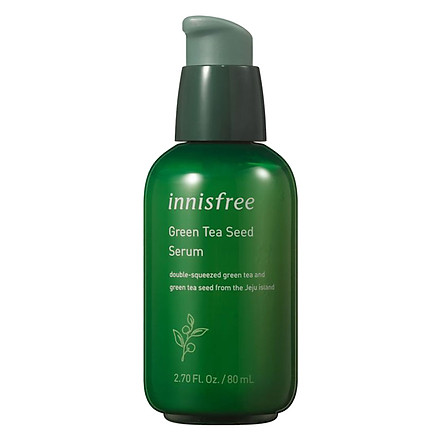 innisfree
Green Tea Seed
Serum
double-squeezed green tea and
green tea seed from the Jeju island
2.70 FL. Oz. / 80 mL